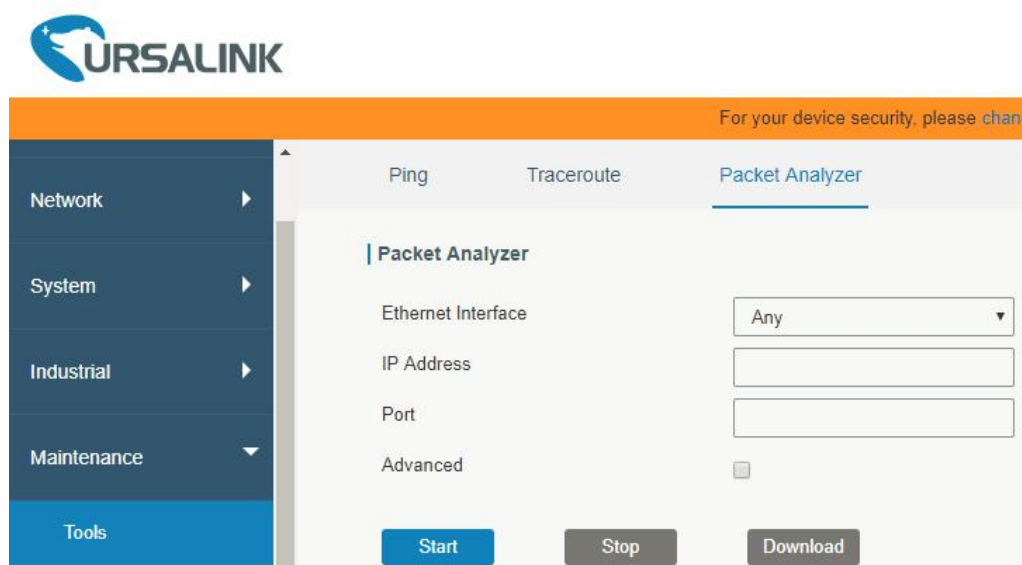 URSALINK
For your device security, please chan
Ping Traceroute Packet Analyzer
Network
System
Industrial
Maintenance
Tools
Packet Analyzer
Ethernet Interface Any
IP Address
Port
Advanced
Start Stop Download